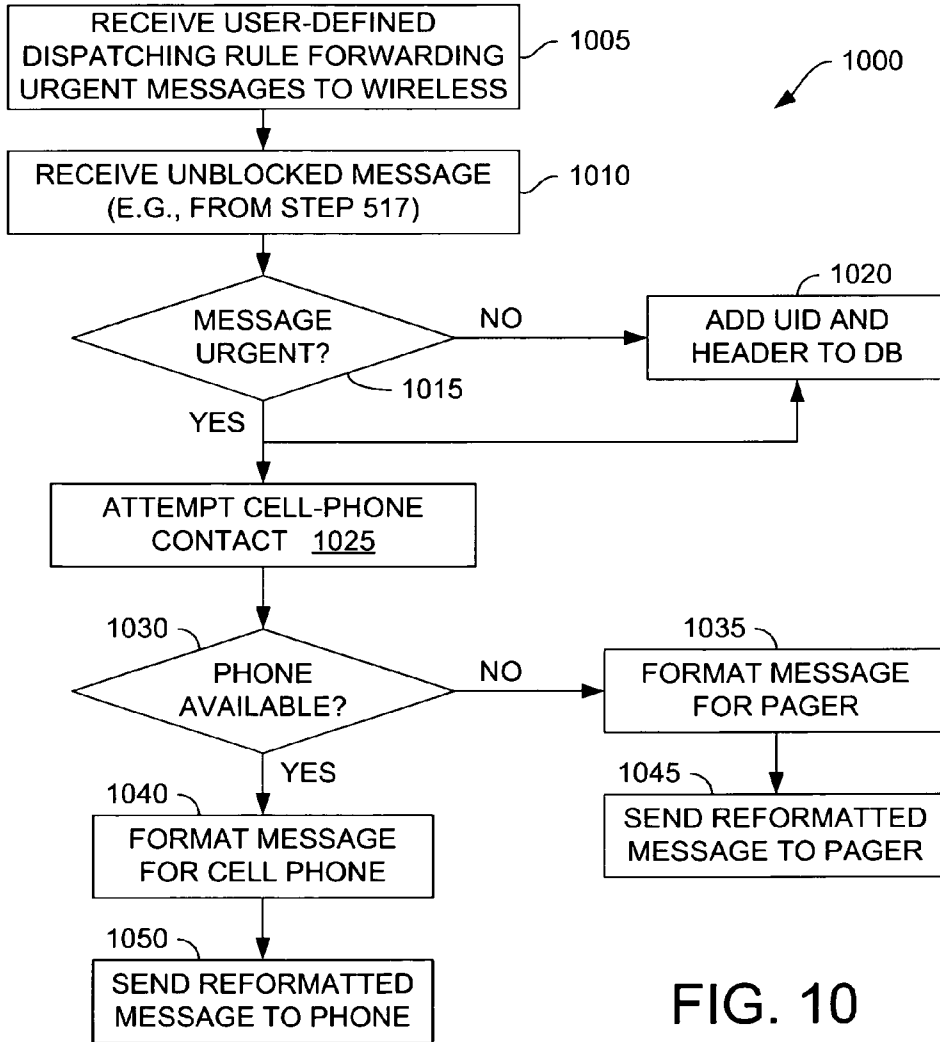 RECEIVE USER-DEFINED
DISPATCHING RULE FORWARDING
URGENT MESSAGES TO WIRELESS
1005
1000
RECEIVE UNBLOCKED MESSAGE
(E.G., FROM STEP 517)
1010
MESSAGE
URGENT?
1015
NO
1020
ADD UID AND
HEADER TO DB
YES
ATTEMPT CELL-PHONE
CONTACT 1025
1030
PHONE
AVAILABLE?
NO
1035
FORMAT MESSAGE
FOR PAGER
YES
1040
FORMAT MESSAGE
FOR CELL PHONE
1045
SEND REFORMATTED
MESSAGE TO PAGER
1050
SEND REFORMATTED
MESSAGE TO PHONE
FIG. 10